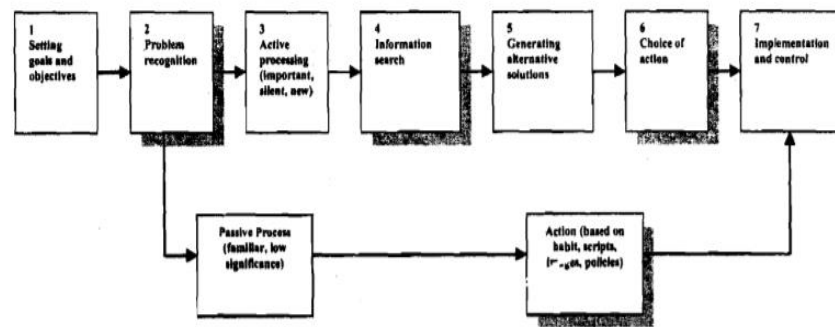 1
Setting
goals and
objectives
2
Problem
recognition
3
Active
processing
(important,
silent, new)
4
Information
search
5
Generating
alternative
solutions
6
Choice of
action
7
Implementation
and control
Passive Process
(familiar, low
significance)
Action (based on
habit, scripts,
policies)